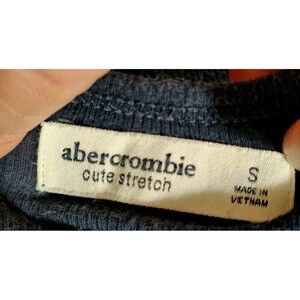 abercrombie
cute stretch
S
MADE IN
VIETNAM